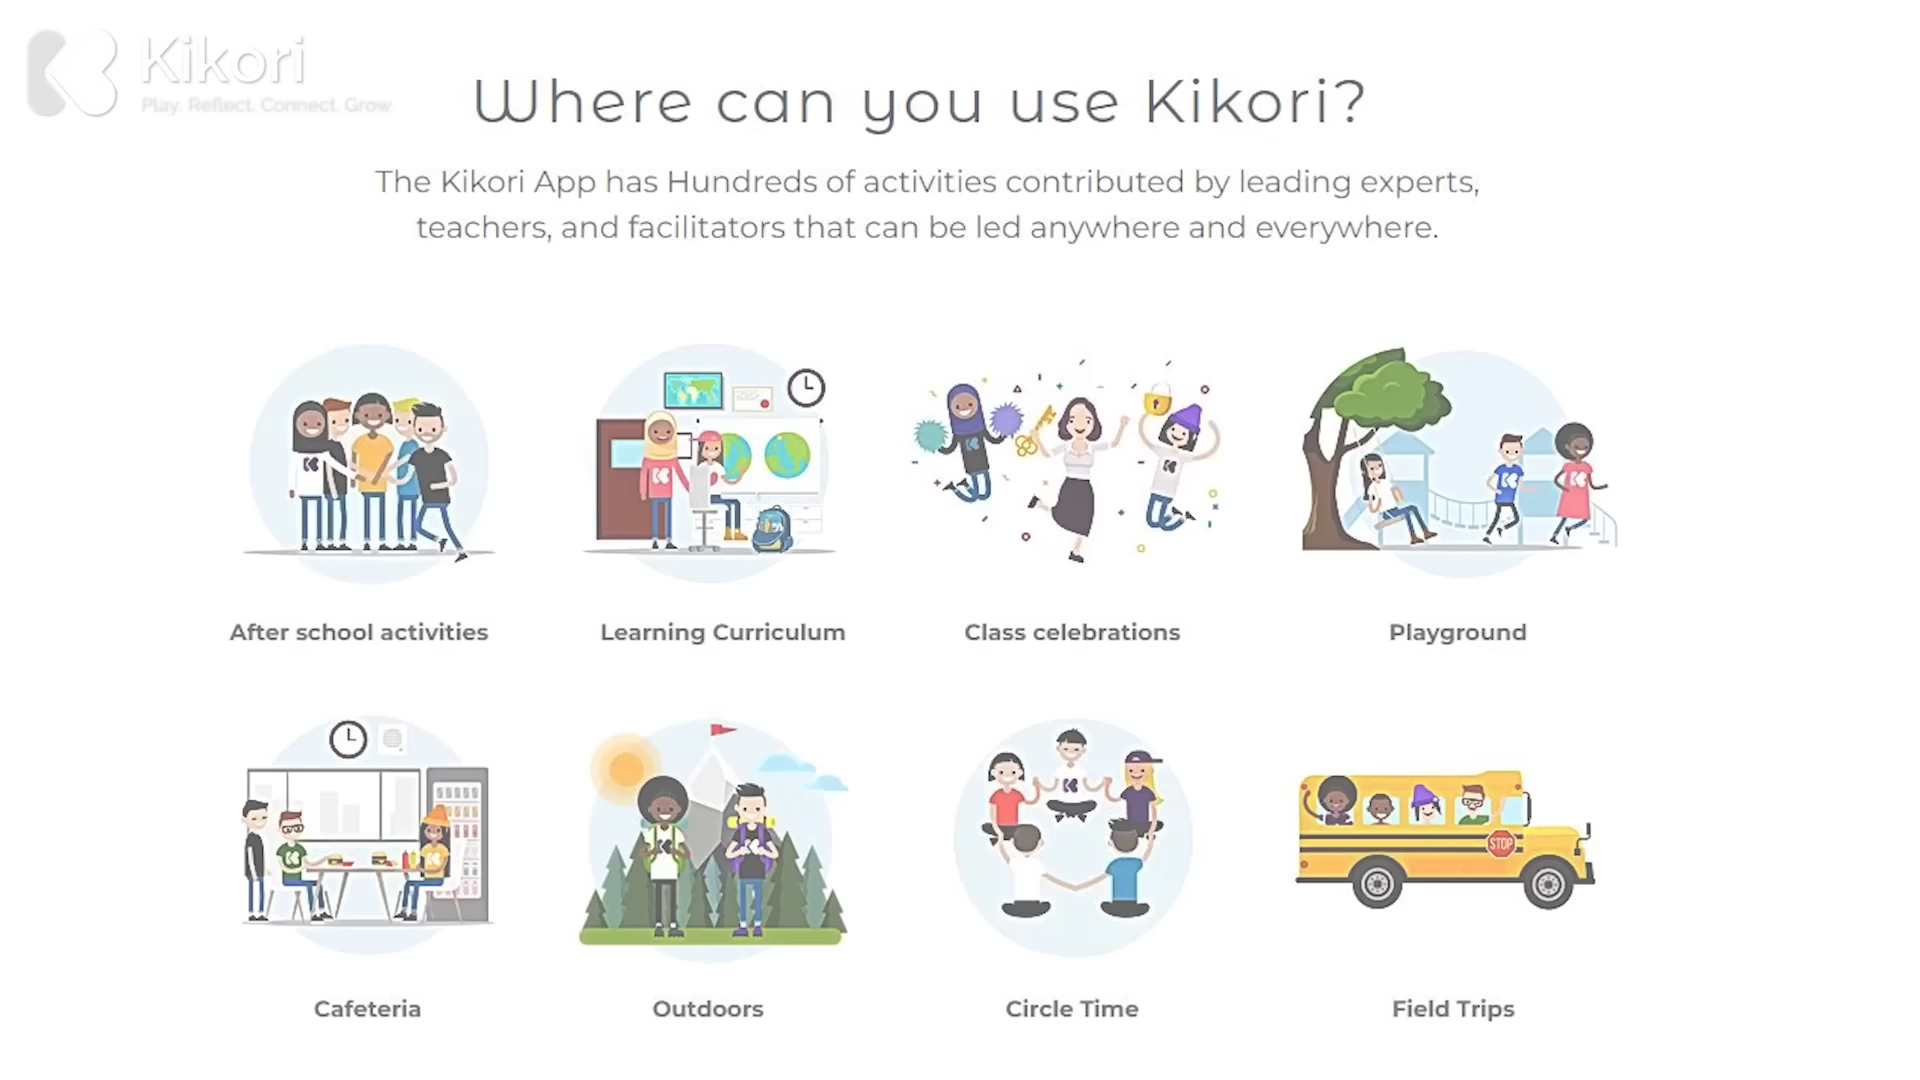 Kikori
Play. Reflect. Connect. Grow.
Where can you use Kikori?
The Kikori App has Hundreds of activities contributed by leading experts,
teachers, and facilitators that can be led anywhere and everywhere.
After school activities
Learning Curriculum
Class celebrations
Playground
STOP
Cafeteria
Outdoors
Circle Time
Field Trips